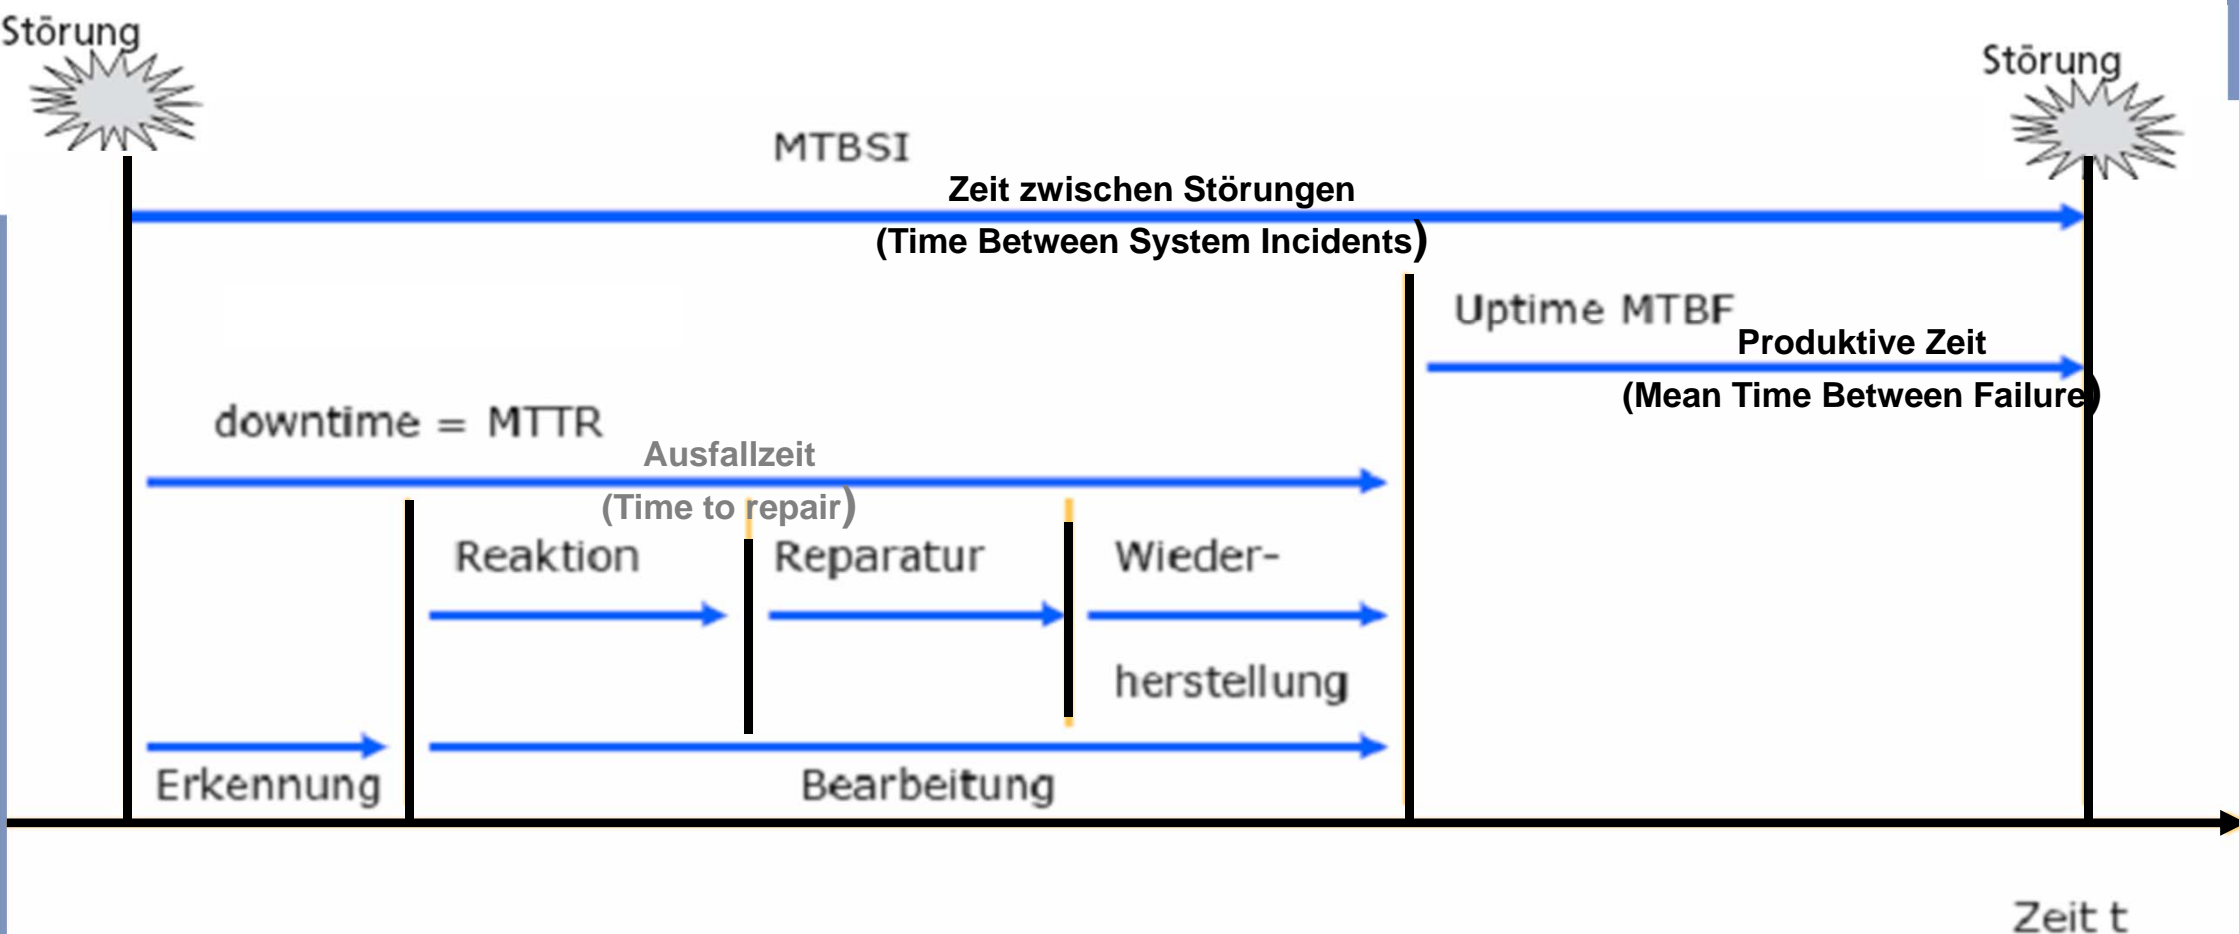 Störung
Störung
MTBSI
Zeit zwischen Störungen
(Time Between System Incidents)
Uptime MTBF
Produktive Zeit
(Mean Time Between Failure)
downtime = MTTR
Ausfallzeit
(Time to repair)
Reaktion
Reparatur
Wieder-
herstellung
Erkennung
Bearbeitung
Zeit t